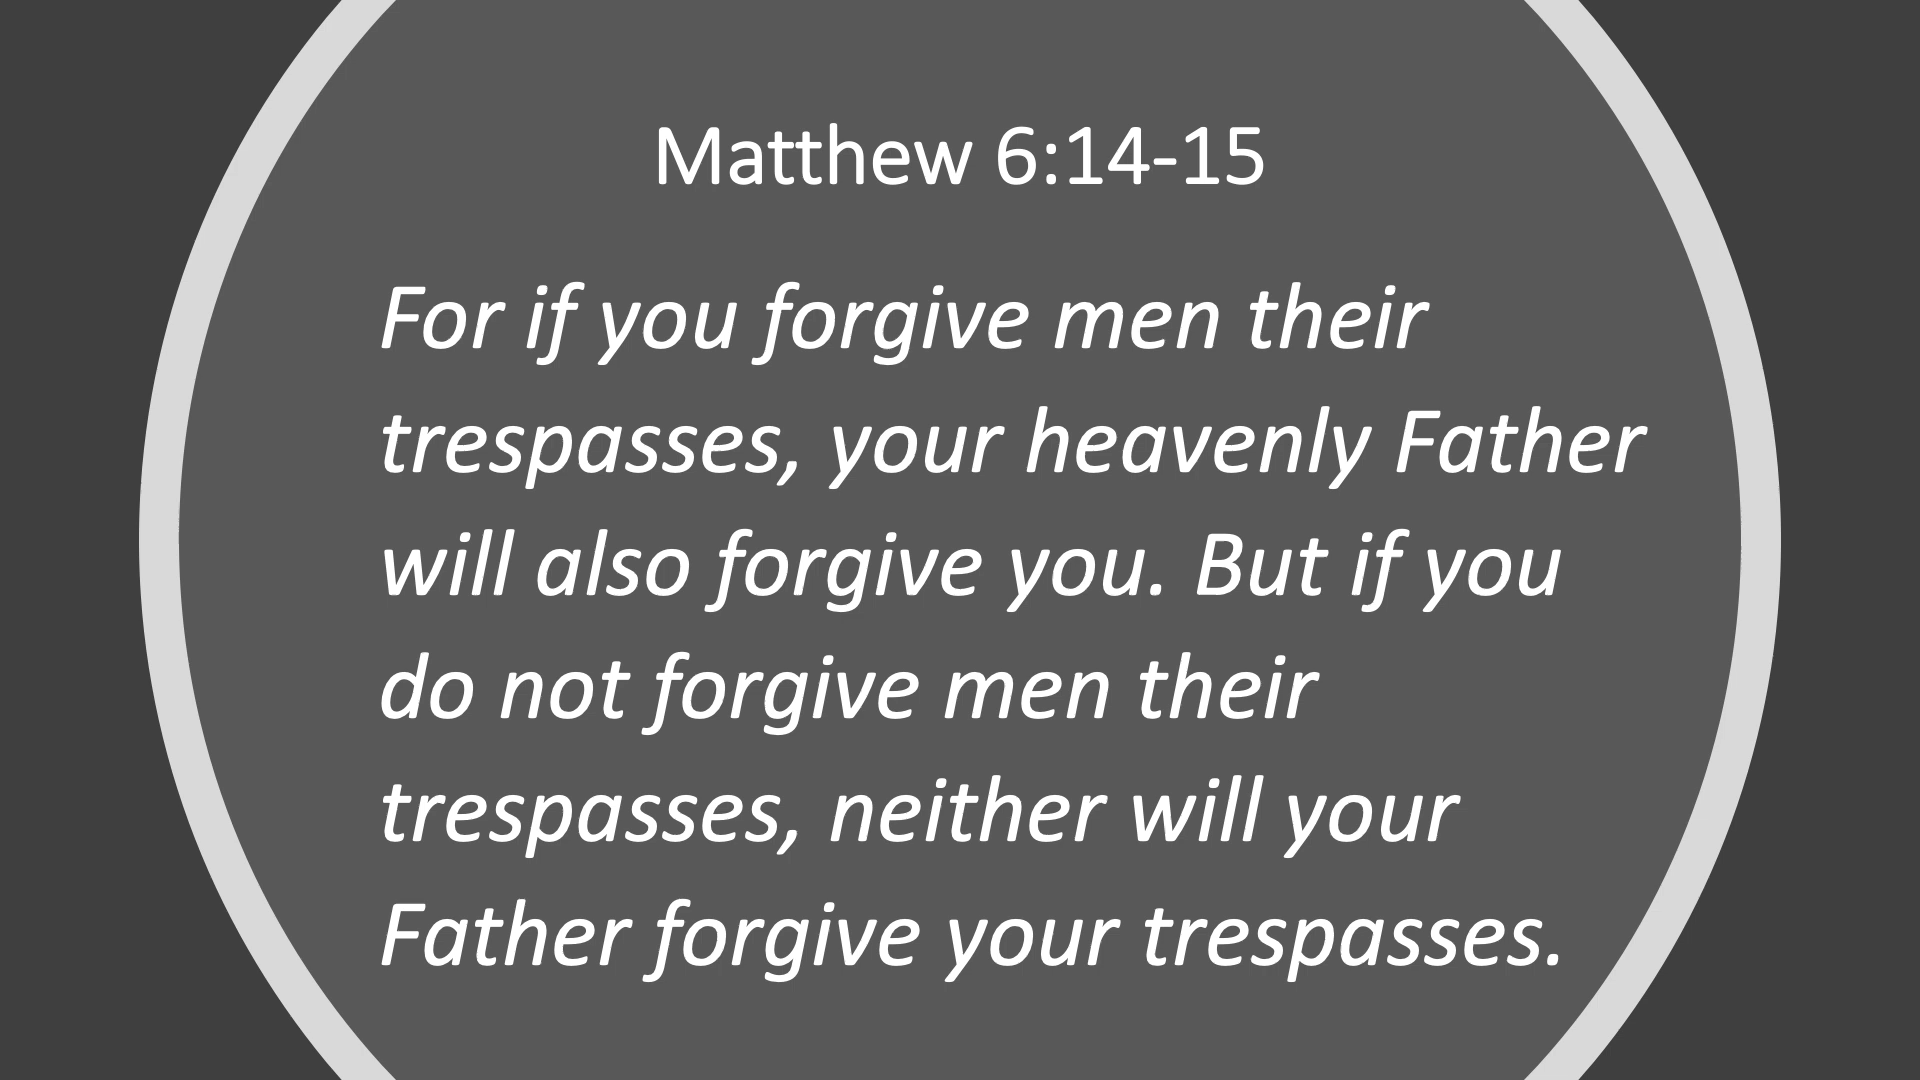 Matthew 6:14-15
For if you forgive men their
trespasses, your heavenly Father
will also forgive you. But if you
do not forgive men their
trespasses, neither will your
Father forgive your trespasses.